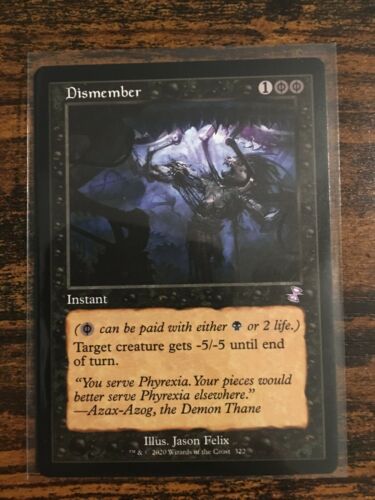 Dismember 1
Instant
( can be paid with either or 2 life.)
Target creature gets -5/-5 until end
of turn.
"You serve Phyrexia. Your pieces would
better serve Phyrexia elsewhere."
—Azax-Azog, the Demon Thane
Illus. Jason Felix
™ & © 2020 Wizards of the Coast 322